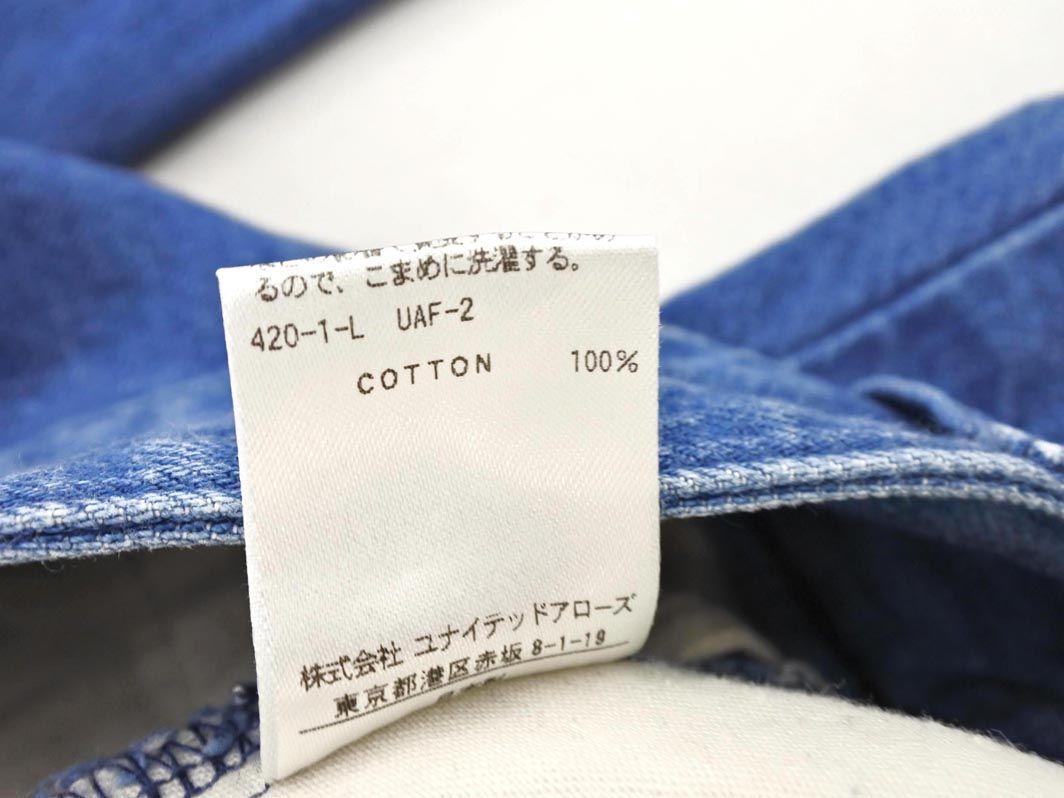 るので、こまめに洗濯する。
420-1-L UAF-2
COTTON 100%
株式会社 ユナイテッドアローズ
東京都港区赤坂 8-1-19